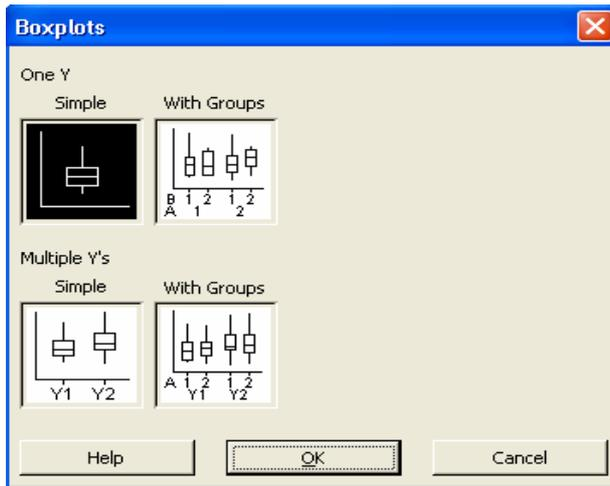 Boxplots
One Y
Simple With Groups
B 1 2 1 2
A 1 2
Multiple Y's
Simple With Groups
Y1 Y2
A 1 2 1 2
Y1 Y2
Help OK Cancel